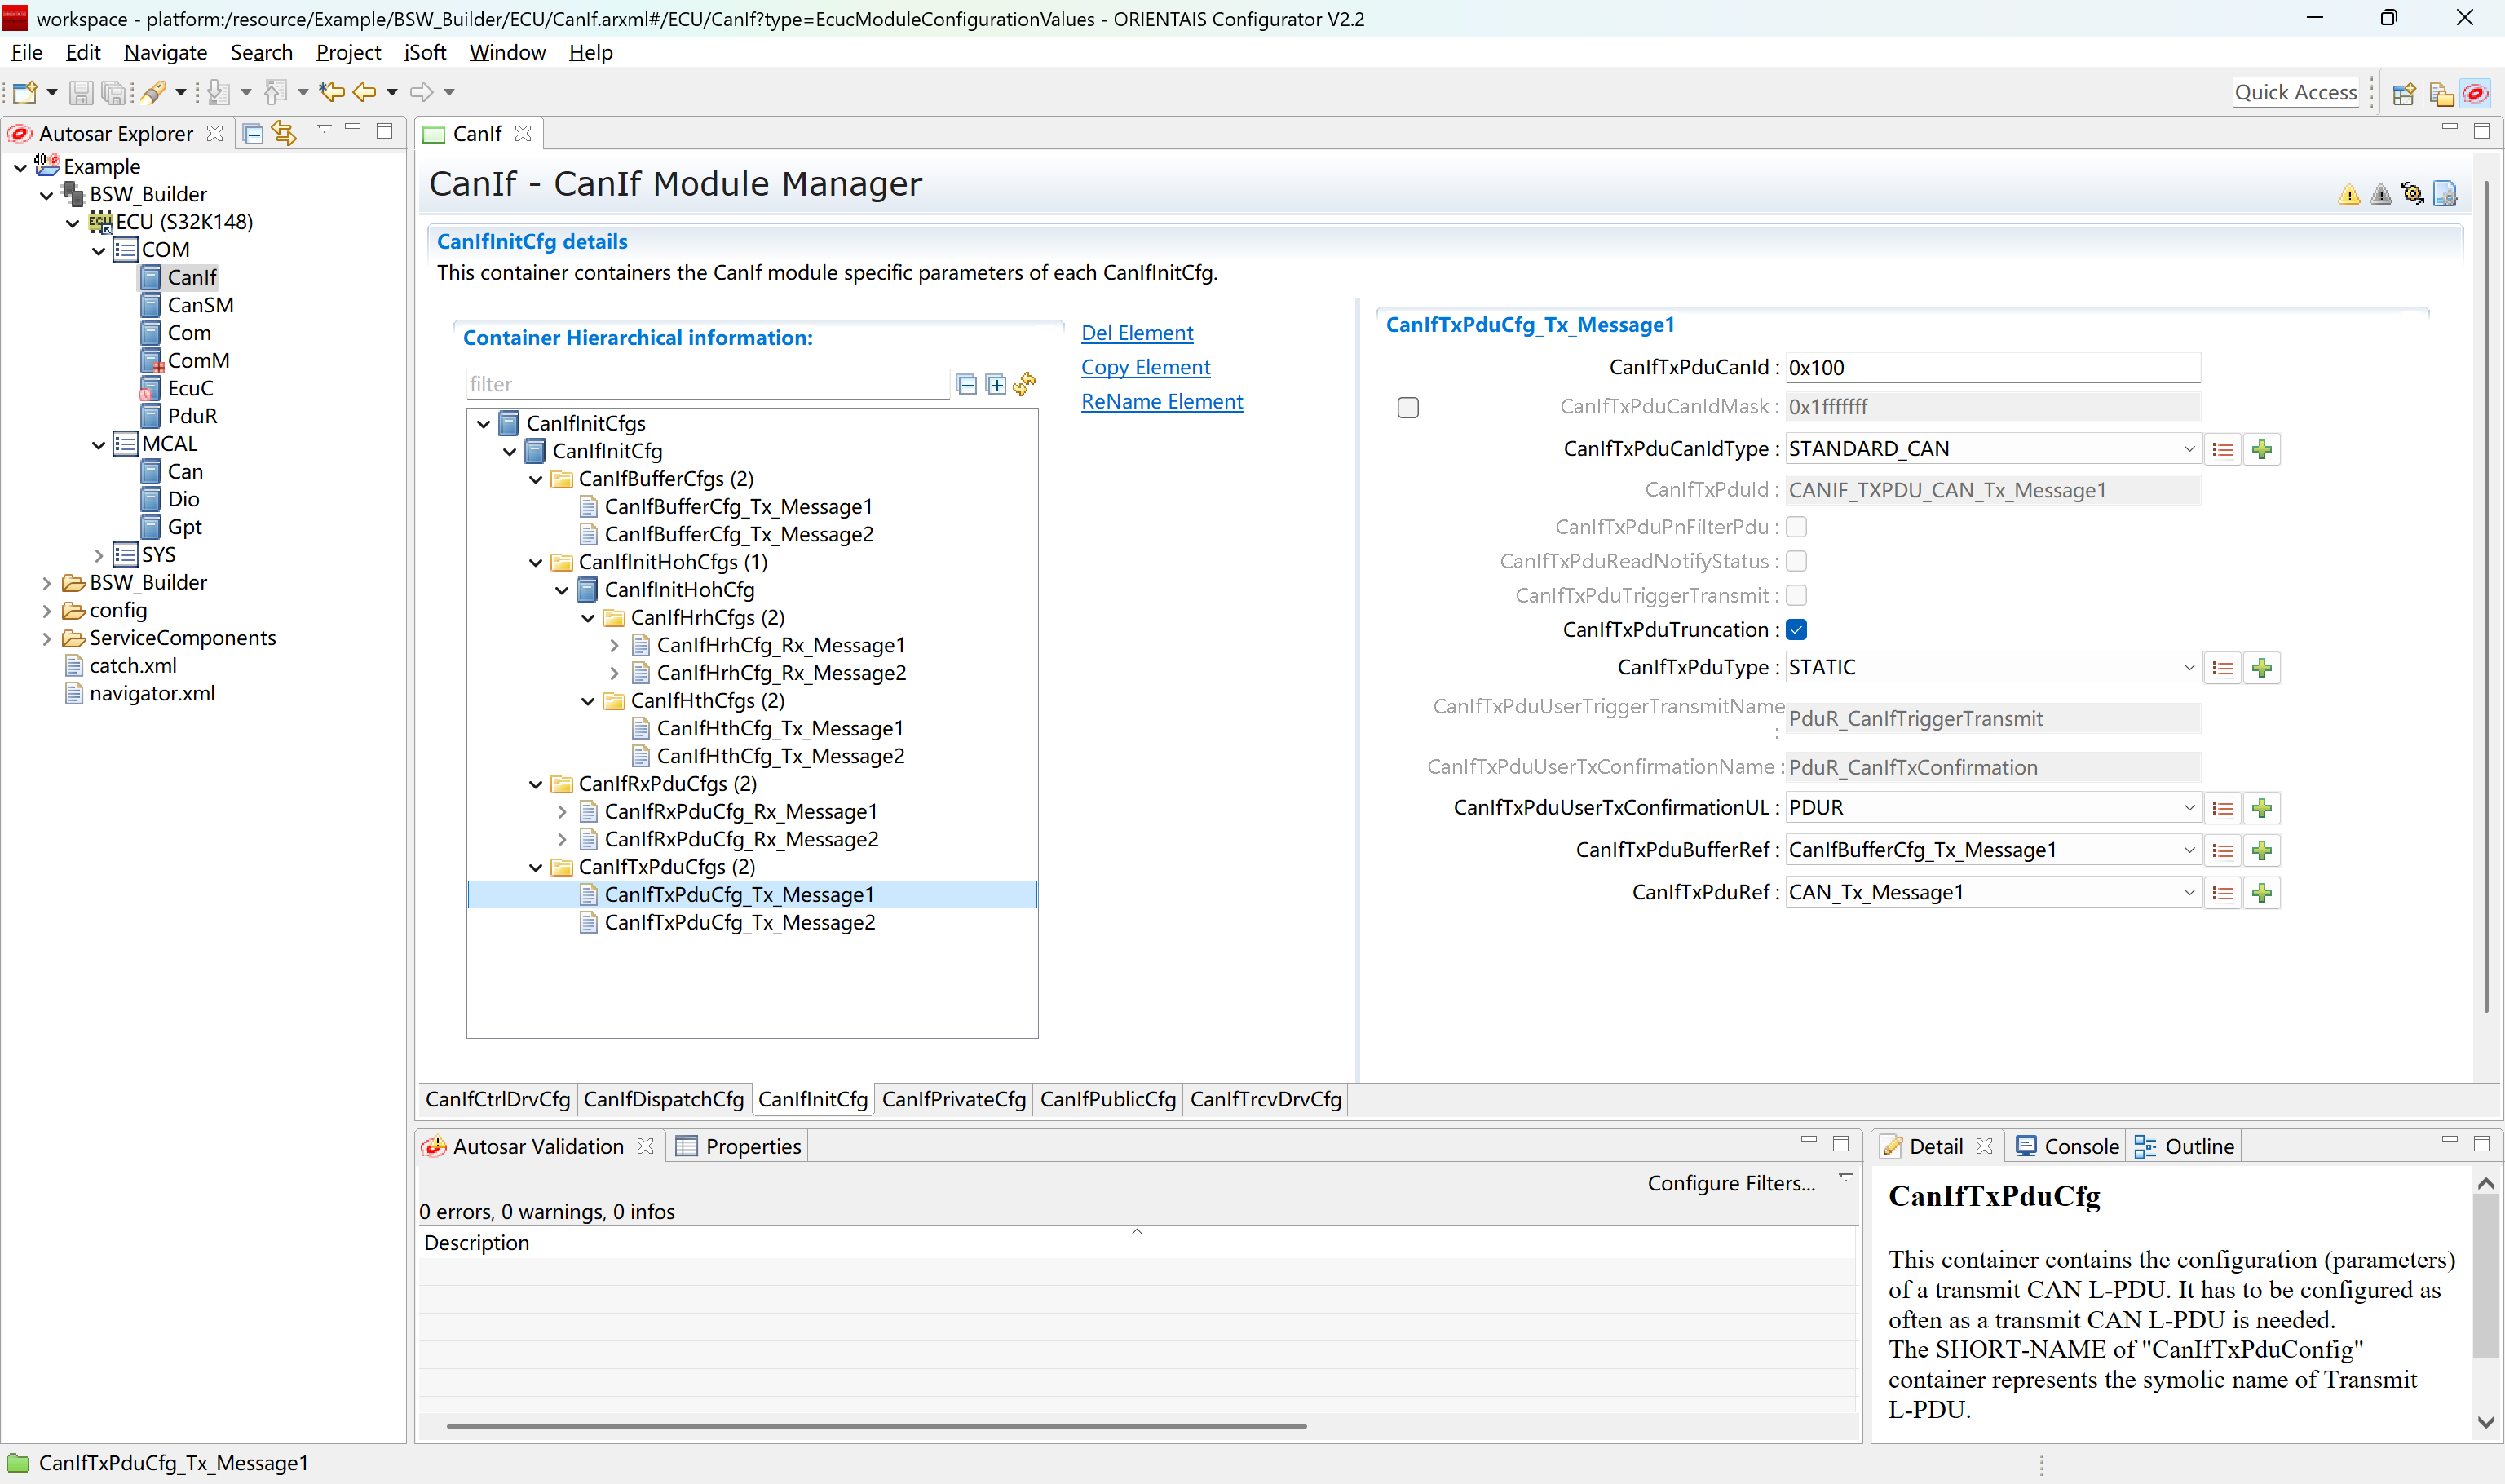 workspace - platform:/resource/Example/BSW_Builder/ECU/CanIf.arxml#/ECU/CanIf?type=EcucModuleConfigurationValues - ORIENTAIS Configurator V2.2
File Edit Navigate Search Project iSoft Window Help
Quick Access
Autosar Explorer
Example
BSW_Builder
ECU (S32K148)
COM
CanIf
CanSM
Com
ComM
EcuC
PduR
MCAL
Can
Dio
Gpt
SYS
BSW_Builder
config
ServiceComponents
catch.xml
navigator.xml
CanIf
CanIf - CanIf Module Manager
CanIfInitCfg details
This container containers the CanIf module specific parameters of each CanIfInitCfg.
Container Hierarchical information:
filter
CanIfInitCfgs
CanIfInitCfg
CanIfBufferCfgs (2)
CanIfBufferCfg_Tx_Message1
CanIfBufferCfg_Tx_Message2
CanIfInitHohCfgs (1)
CanIfInitHohCfg
CanIfHrhCfgs (2)
CanIfHrhCfg_Rx_Message1
CanIfHrhCfg_Rx_Message2
CanIfHthCfgs (2)
CanIfHthCfg_Tx_Message1
CanIfHthCfg_Tx_Message2
CanIfRxPduCfgs (2)
CanIfRxPduCfg_Rx_Message1
CanIfRxPduCfg_Rx_Message2
CanIfTxPduCfgs (2)
CanIfTxPduCfg_Tx_Message1
CanIfTxPduCfg_Tx_Message2
Del Element
Copy Element
ReName Element
CanIfTxPduCfg_Tx_Message1
CanIfTxPduCanId : 0x100
CanIfTxPduCanIdMask : 0x1fffffff
CanIfTxPduCanIdType : STANDARD_CAN
CanIfTxPduId : CANIF_TXPDU_CAN_Tx_Message1
CanIfTxPduPnFilterPdu :
CanIfTxPduReadNotifyStatus :
CanIfTxPduTriggerTransmit :
CanIfTxPduTruncation :
CanIfTxPduType : STATIC
CanIfTxPduUserTriggerTransmitName : PduR_CanIfTriggerTransmit
CanIfTxPduUserTxConfirmationName : PduR_CanIfTxConfirmation
CanIfTxPduUserTxConfirmationUL : PDUR
CanIfTxPduBufferRef : CanIfBufferCfg_Tx_Message1
CanIfTxPduRef : CAN_Tx_Message1
CanIfCtrlDrvCfg CanIfDispatchCfg CanIfInitCfg CanIfPrivateCfg CanIfPublicCfg CanIfTrcvDrvCfg
Autosar Validation Properties
Configure Filters...
0 errors, 0 warnings, 0 infos
Description
Detail Console Outline
CanIfTxPduCfg
This container contains the configuration (parameters)
of a transmit CAN L-PDU. It has to be configured as
often as a transmit CAN L-PDU is needed.
The SHORT-NAME of "CanIfTxPduConfig"
container represents the symolic name of Transmit
L-PDU.
CanIfTxPduCfg_Tx_Message1